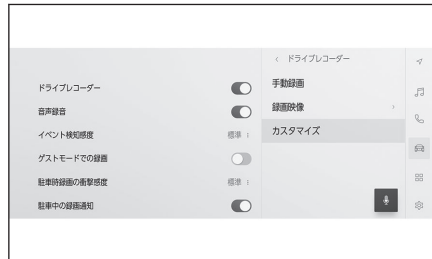 ドライブレコーダー
音声録音
イベント検知感度 標準
ゲストモードでの録画
駐車時録画の衝撃感度 標準
駐車中の録画通知
< ドライブレコーダー
手動録画
録画映像 >
カスタマイズ